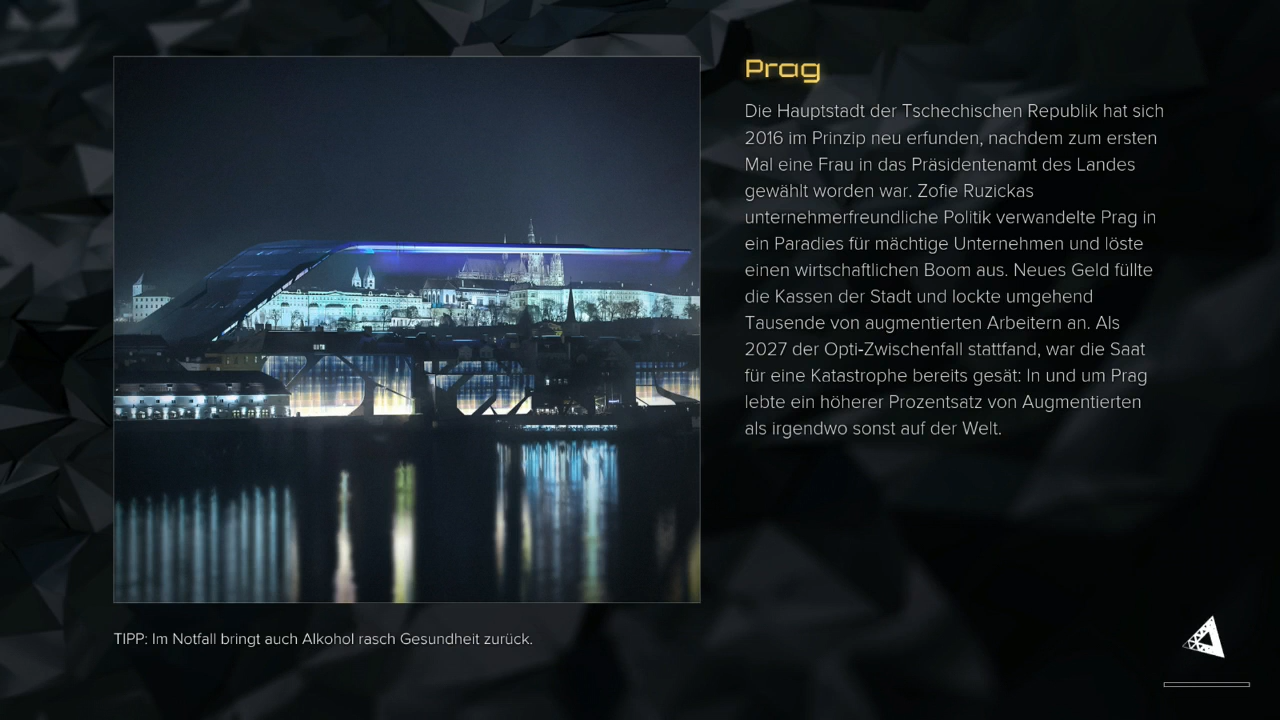 Prag
Die Hauptstadt der Tschechischen Republik hat sich
2016 im Prinzip neu erfunden, nachdem zum ersten
Mal eine Frau in das Präsidentenamt des Landes
gewählt worden war. Zofie Ruzickas
unternehmerfreundliche Politik verwandelte Prag in
ein Paradies für mächtige Unternehmen und löste
einen wirtschaftlichen Boom aus. Neues Geld füllte
die Kassen der Stadt und lockte umgehend
Tausende von augmentierten Arbeitern an. Als
2027 der Opti-Zwischenfall stattfand, war die Saat
für eine Katastrophe bereits gesät: In und um Prag
lebte ein höherer Prozentsatz von Augmentierten
als irgendwo sonst auf der Welt.
TIPP: Im Notfall bringt auch Alkohol rasch Gesundheit zurück.